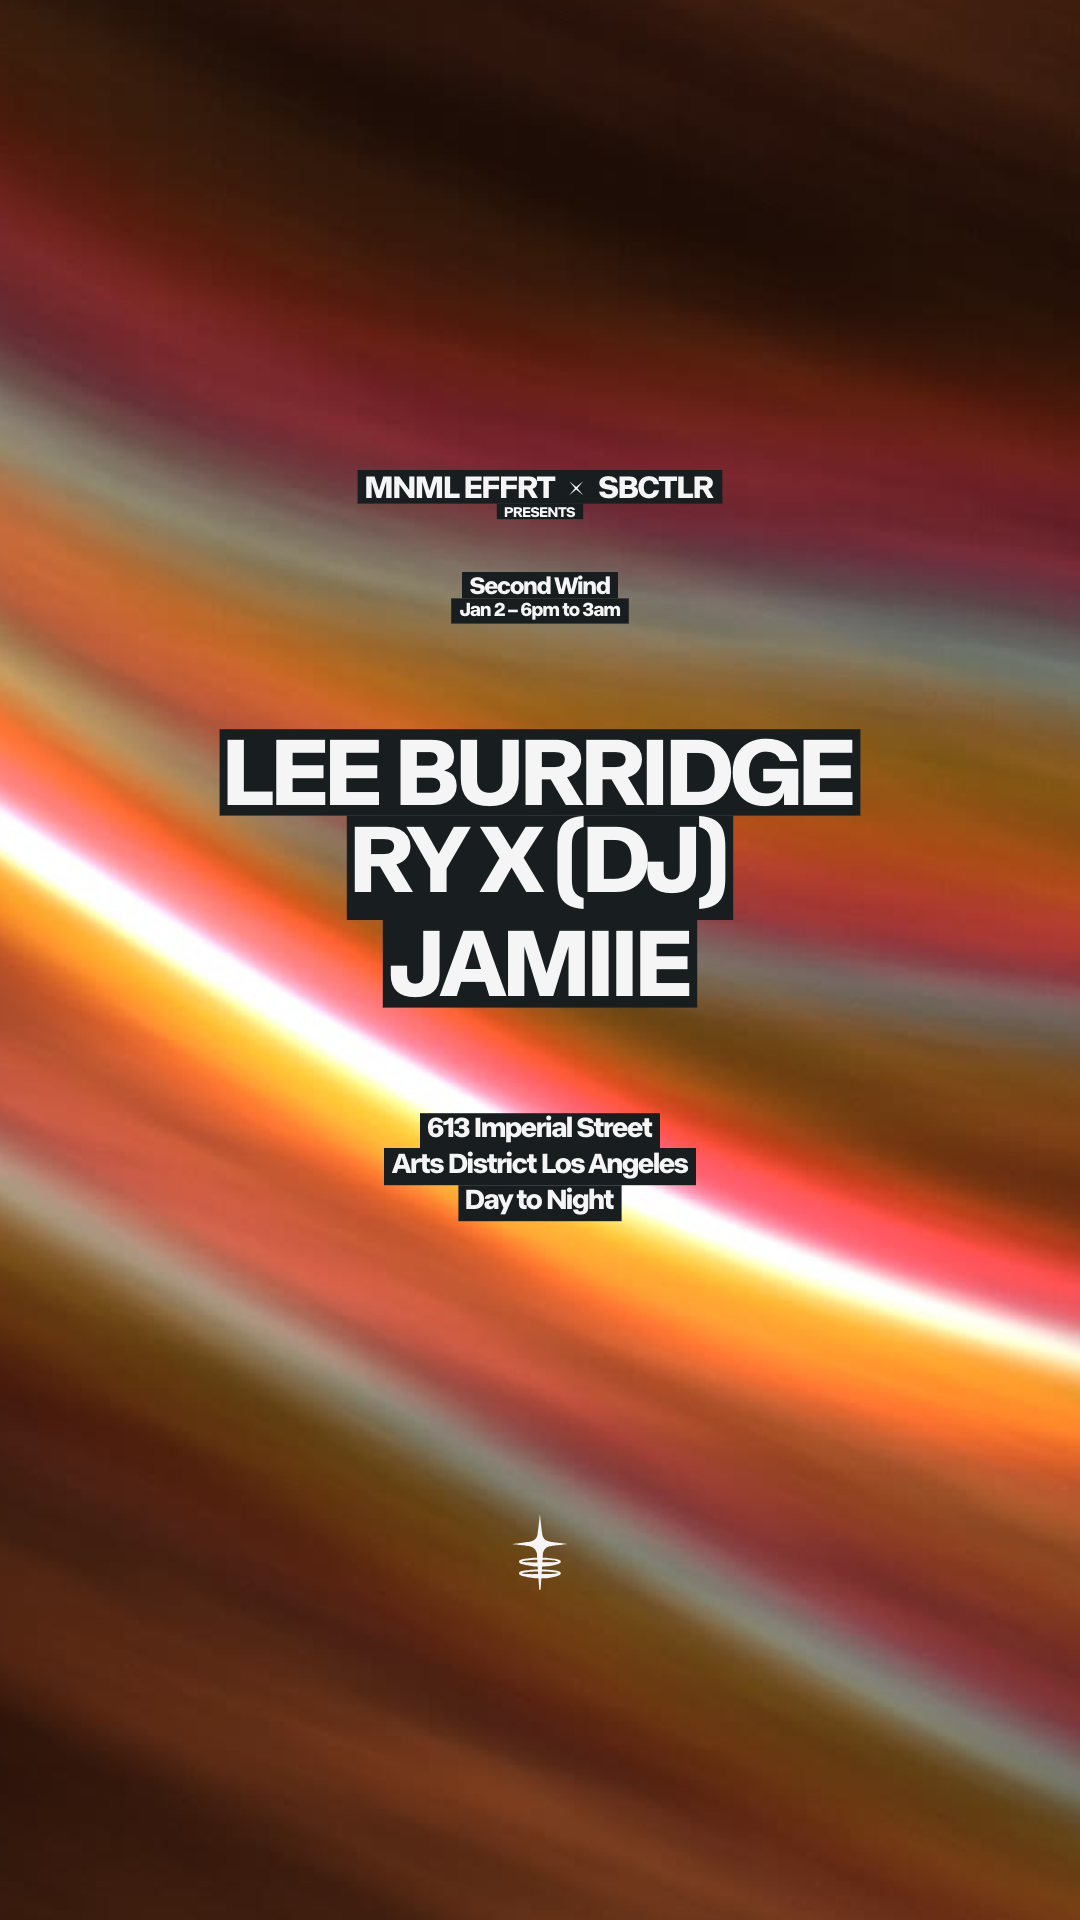 MNML EFFRT × SBCTLR
PRESENTS
Second Wind
Jan 2 – 6pm to 3am
LEE BURRIDGE
RY X (DJ)
JAMIIE
613 Imperial Street
Arts District Los Angeles
Day to Night